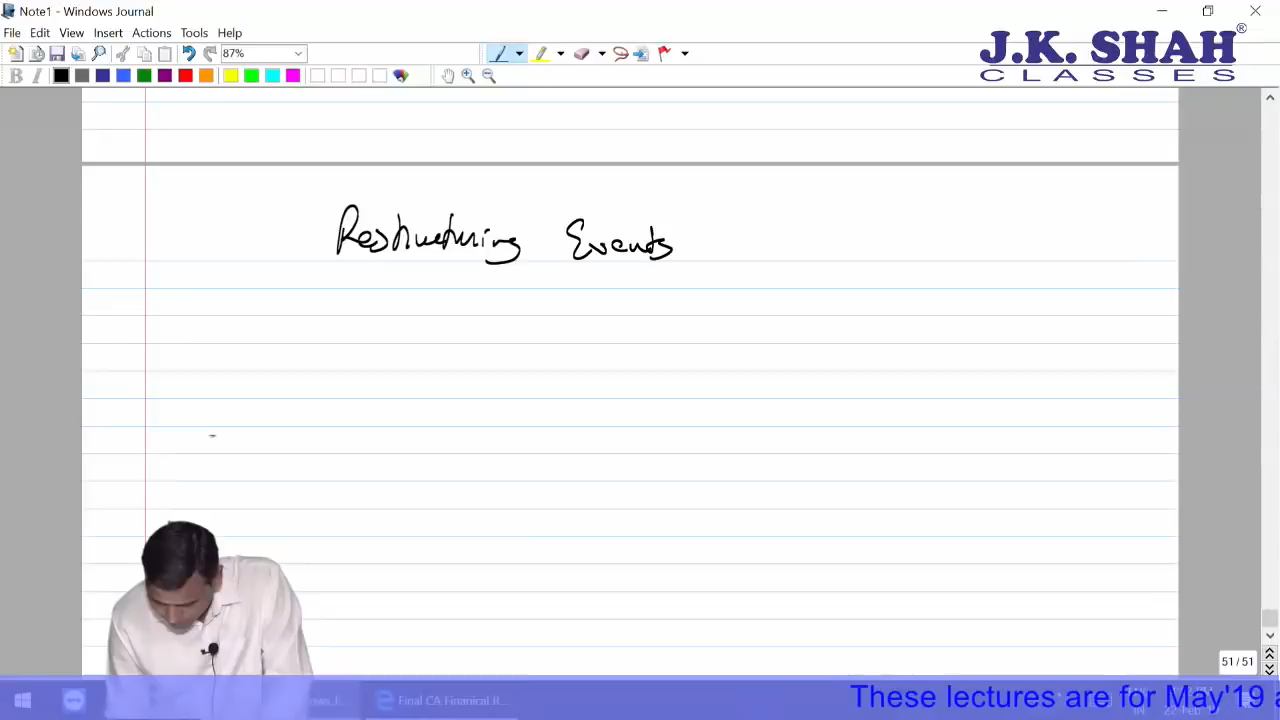 Note1 - Windows Journal
File Edit View Insert Actions Tools Help
87%
J.K. SHAH®
CLASSES
B I
Restructuring Events
51/51
Final CA Finanical R...
These lectures are for May'19 a